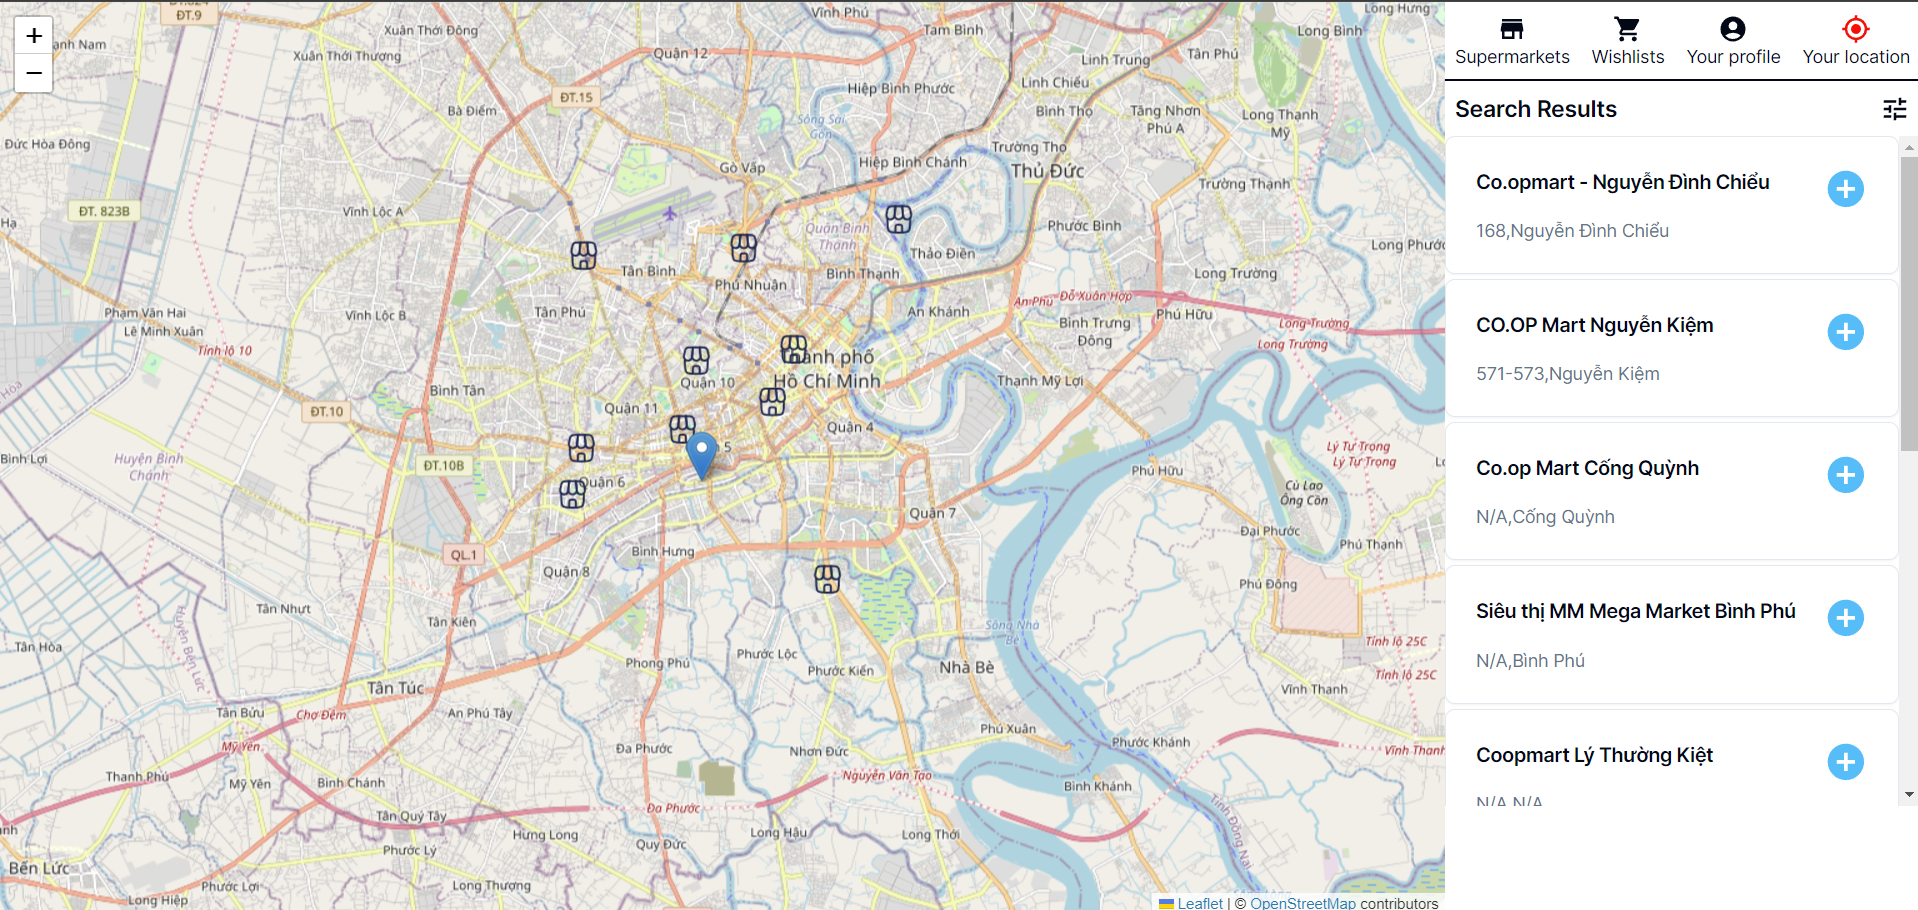 +
−
Supermarkets
Wishlists
Your profile
Your location
Search Results
Co.opmart - Nguyễn Đình Chiểu
168,Nguyễn Đình Chiểu
CO.OP Mart Nguyễn Kiệm
571-573,Nguyễn Kiệm
Co.op Mart Cống Quỳnh
N/A,Cống Quỳnh
Siêu thị MM Mega Market Bình Phú
N/A,Bình Phú
Coopmart Lý Thường Kiệt
N/A,N/A
ĐT.9
Xuân Thới Đông
Xuân Thới Thượng
Quận 12
Vĩnh Phú
Tam Bình
Linh Trung
Tân Phú
Long Bình
Long Hưng
Linh Chiểu
Hiệp Bình Phước
Bà Điểm
ĐT.15
Sông Sài
Gòn
Bình Thọ
Tăng Nhơn
Phú A
Long Thạnh
Mỹ
Đức Hòa Đông
Gò Vấp
Hiệp Bình Chánh
Trường Thọ
Thủ Đức
Trường Thạnh
ĐT. 823B
Vĩnh Lộc A
Quận Bình
Thạnh
Phước Bình
Thảo Điền
Long Phước
Tân Bình
Bình Thạnh
Long Trường
Phú Nhuận
An Phú
Đỗ Xuân Hợp
Phạm Văn Hai
Lê Minh Xuân
Vĩnh Lộc B
Tân Phú
An Khánh
Bình Trưng
Đông
Phú Hữu
Long Trường
Long Trường
Tỉnh lộ 10
Thành phố
Hồ Chí Minh
Quận 10
Bình Tân
Thạnh Mỹ Lợi
ĐT.10
Quận 11
Quận 4
Bình Lợi
Huyện Bình
Chánh
ĐT.10B
5
Lý Tự Trọng
Lý Tự Trọng
Phú Hữu
Quận 6
Cù Lao
Ông Cồn
Quận 7
Đại Phước
Phú Thạnh
QL.1
Bình Hưng
Quận 8
Phú Đông
Tân Nhựt
Tân Kiên
Huyện Bến Lức
Sông Nhà
Bè
Tân Hòa
Phong Phú
Phước Lộc
Phước Kiển
Nhà Bè
Tỉnh lộ 25C
Tỉnh lộ 25C
Vĩnh Thanh
Tân Túc
Tân Bửu
Chợ Đệm
An Phú Tây
Phú Xuân
Mỹ Yên
Đa Phước
Nhơn Đức
Phước Khánh
Vĩnh Thanh
Thạnh Phú
Mỹ Yên
Bình Chánh
Nguyễn Văn Tạo
Bình Khánh
Đa Phước
Tân Quý Tây
Hưng Long
Long Hậu
Long Thới
Tỉnh Đồng Nai
Quy Đức
Phước Lý
Bến Lức
Phước Lợi
Long Thượng
Long Hiệp
Leaflet | © OpenStreetMap contributors